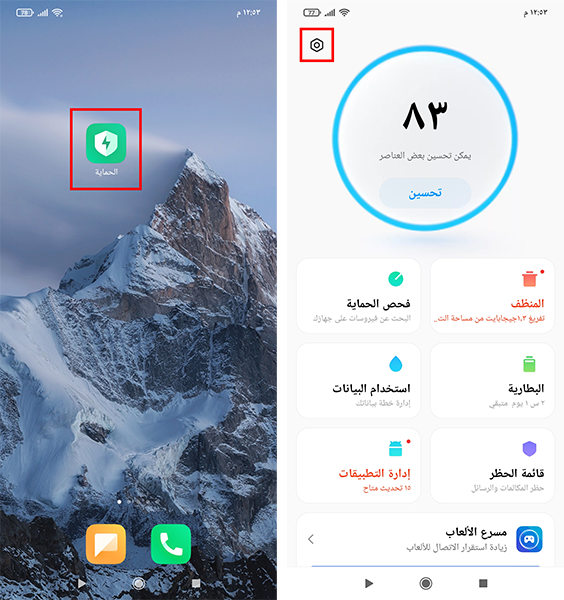 78
١٢:٥٣ م
الحماية
77
١٢:٥٣ م
٨٣
يمكن تحسين بعض العناصر
تحسين
المنظف
تفريغ ١٫٣جيجابايت من مساحة الت..
فحص الحماية
البحث عن فيروسات على جهازك
البطارية
٢ س ١ يوم متبقي
استخدام البيانات
إدارة خطة بياناتك
قائمة الحظر
حظر المكالمات والرسائل
إدارة التطبيقات
١٥ تحديث متاح
مسرع الألعاب
زيادة استقرار الاتصال للألعاب